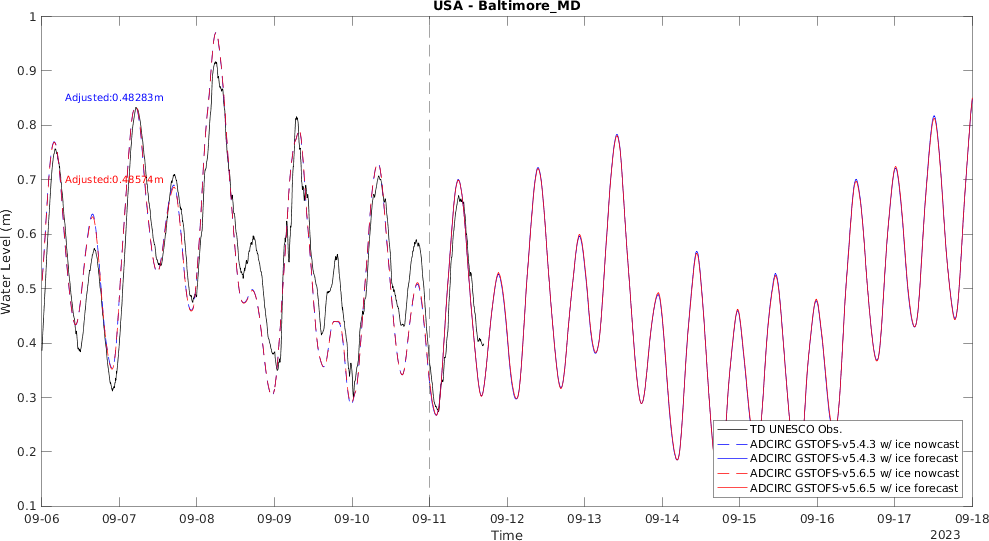 USA - Baltimore_MD
1
0.9
0.8
0.7
0.6
0.5
0.4
0.3
0.2
0.1
Water Level (m)
Adjusted:0.48283m
Adjusted:0.48574m
TD UNESCO Obs.
ADCIRC GSTOFS-v5.4.3 w/ ice nowcast
ADCIRC GSTOFS-v5.4.3 w/ ice forecast
ADCIRC GSTOFS-v5.6.5 w/ ice nowcast
ADCIRC GSTOFS-v5.6.5 w/ ice forecast
09-06 09-07 09-08 09-09 09-10 09-11 09-12 09-13 09-14 09-15 09-16 09-17 09-18
Time
2023